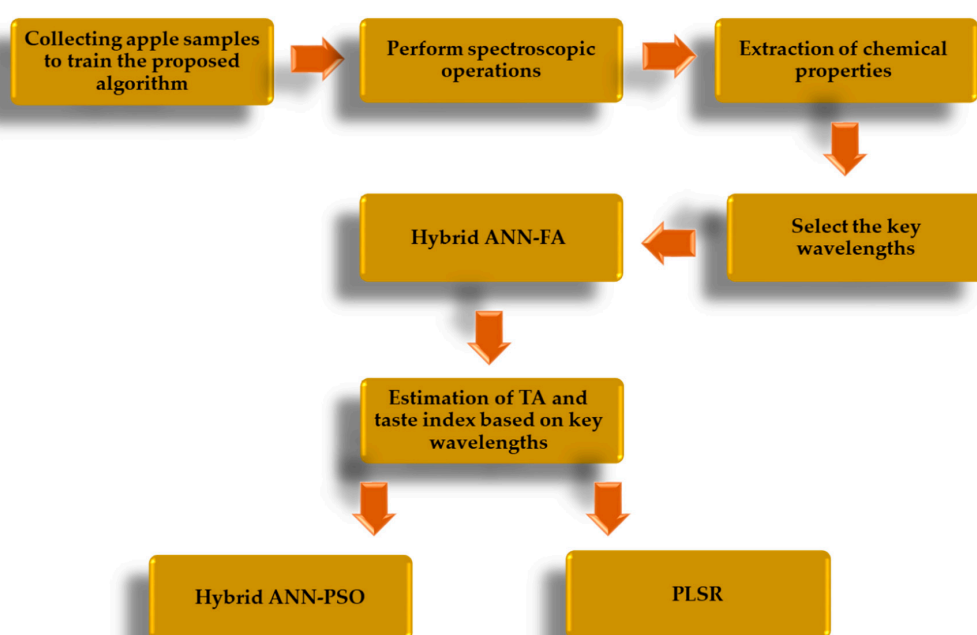 Collecting apple samples
to train the proposed
algorithm
Perform spectroscopic
operations
Extraction of chemical
properties
Select the key
wavelengths
Hybrid ANN-FA
Estimation of TA and
taste index based on key
wavelengths
Hybrid ANN-PSO
PLSR